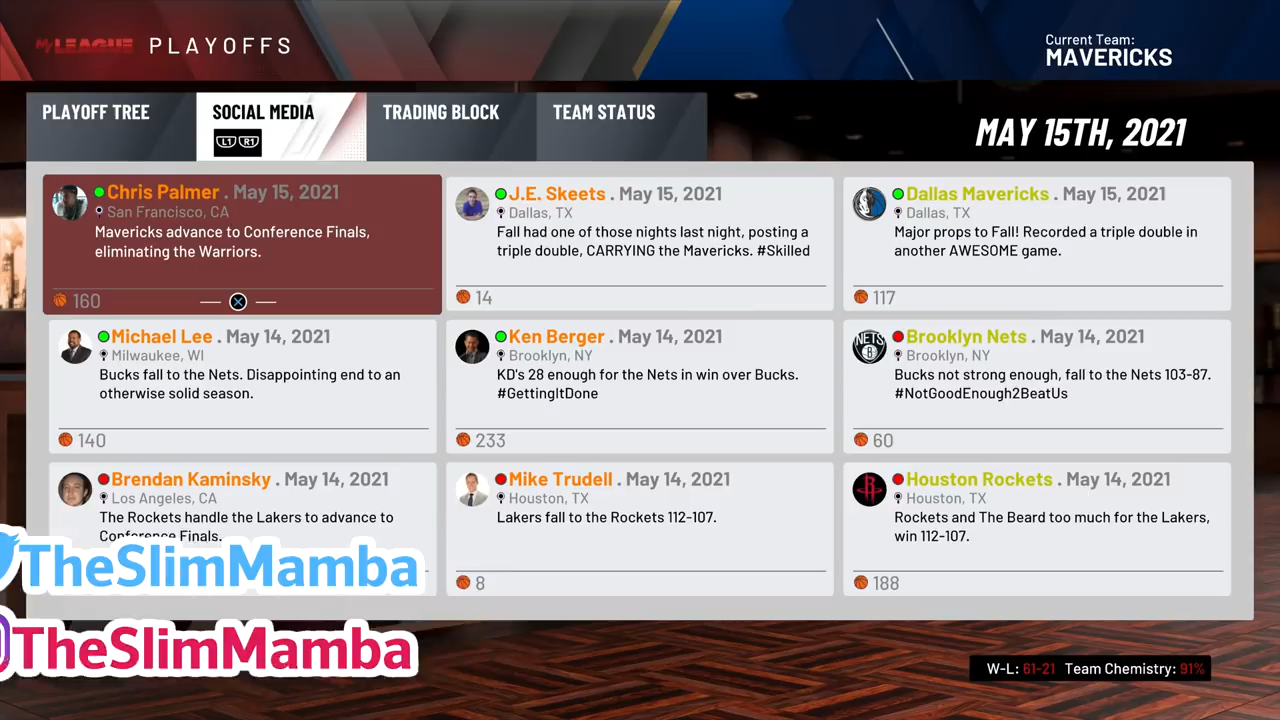 MyLEAGUE PLAYOFFS
Current Team:
MAVERICKS
PLAYOFF TREE
SOCIAL MEDIA
L1 R1
TRADING BLOCK
TEAM STATUS
MAY 15TH, 2021
Chris Palmer . May 15, 2021
San Francisco, CA
Mavericks advance to Conference Finals,
eliminating the Warriors.
160
J.E. Skeets . May 15, 2021
Dallas, TX
Fall had one of those nights last night, posting a
triple double, CARRYING the Mavericks. #Skilled
14
Dallas Mavericks . May 15, 2021
Dallas, TX
Major props to Fall! Recorded a triple double in
another AWESOME game.
117
Michael Lee . May 14, 2021
Milwaukee, WI
Bucks fall to the Nets. Disappointing end to an
otherwise solid season.
140
Ken Berger . May 14, 2021
Brooklyn, NY
KD's 28 enough for the Nets in win over Bucks.
#GettingItDone
233
NETS
B
Brooklyn Nets . May 14, 2021
Brooklyn, NY
Bucks not strong enough, fall to the Nets 103-87.
#NotGoodEnough2BeatUs
60
Brendan Kaminsky . May 14, 2021
Los Angeles, CA
The Rockets handle the Lakers to advance to
Conference Finals.
Mike Trudell . May 14, 2021
Houston, TX
Lakers fall to the Rockets 112-107.
8
R
Houston Rockets . May 14, 2021
Houston, TX
Rockets and The Beard too much for the Lakers,
win 112-107.
188
TheSlimMamba
TheSlimMamba
W-L: 61-21 Team Chemistry: 91%